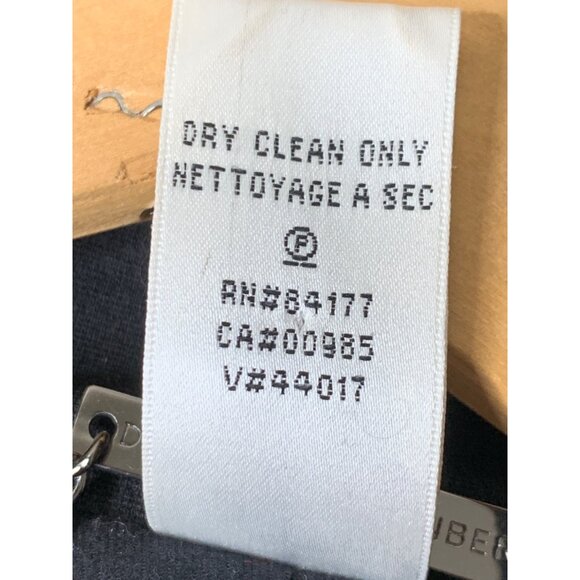 DRY CLEAN ONLY
NETTOYAGE A SEC
P
RN#84177
CA#00985
V#44017